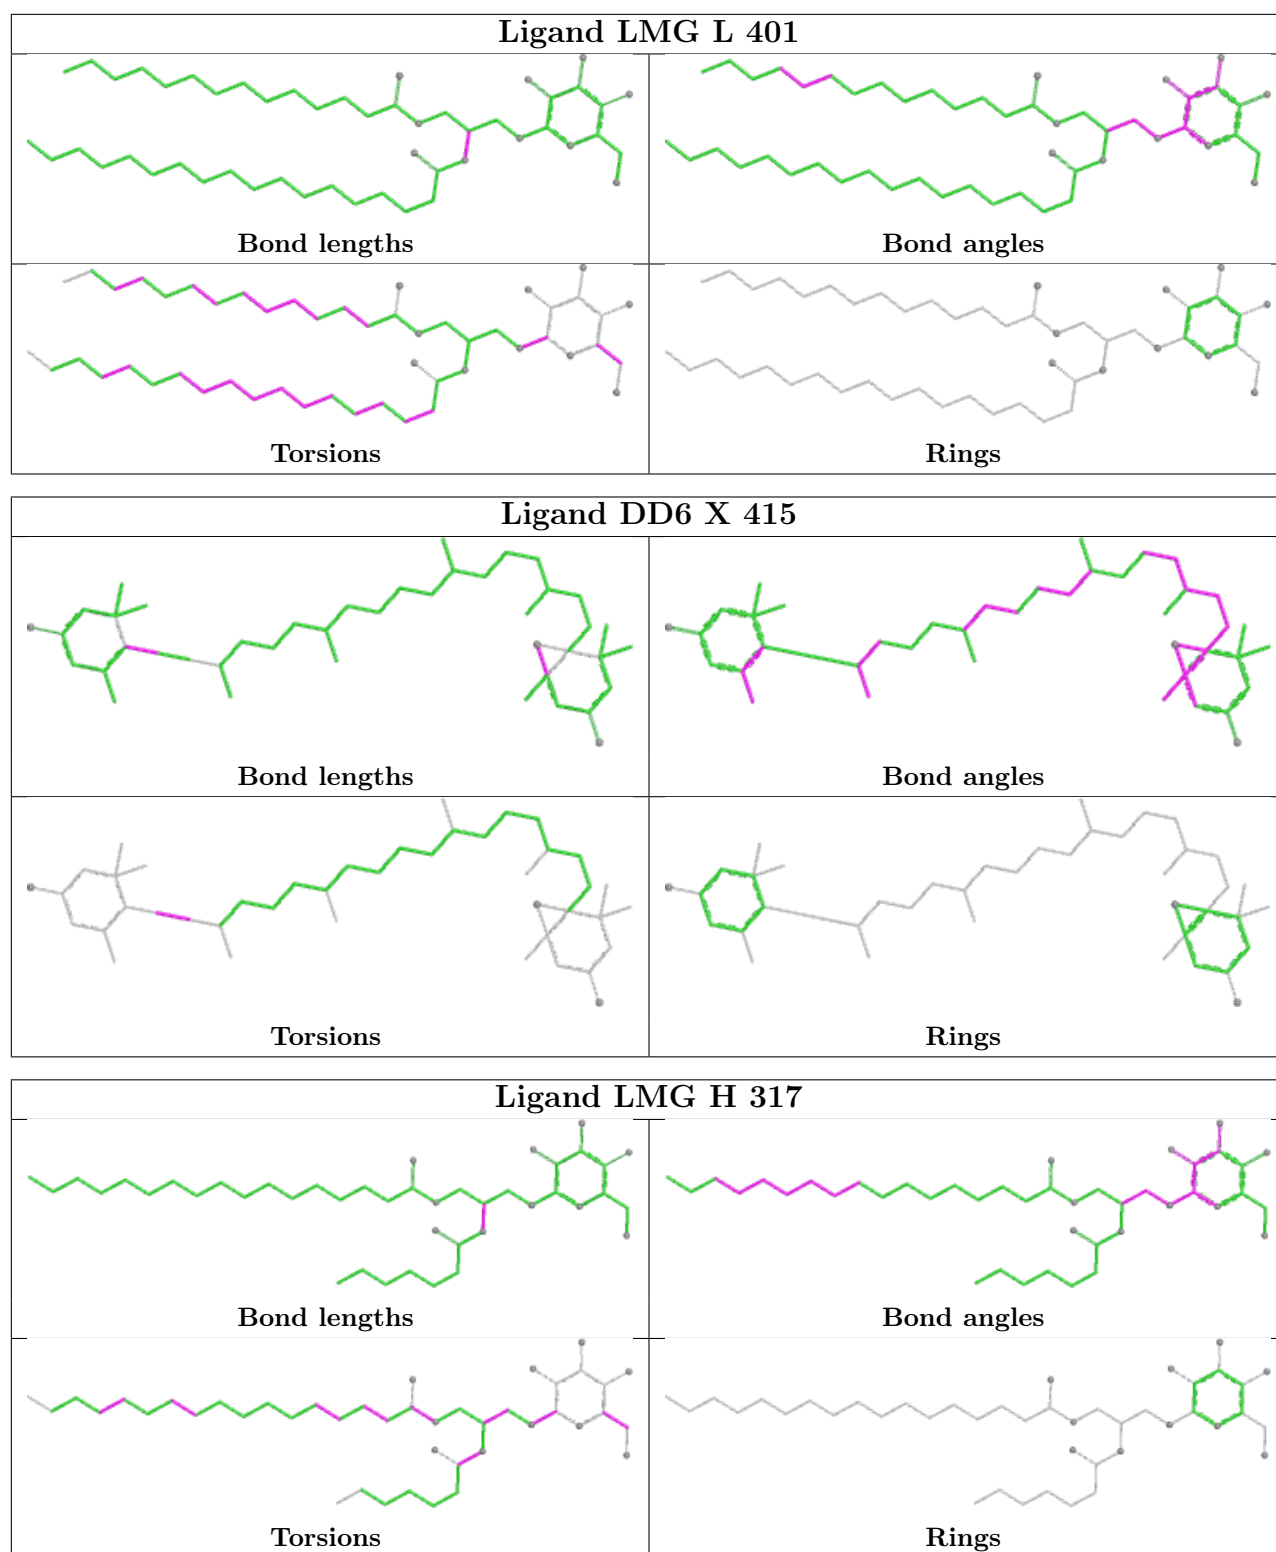 Ligand LMG L 401
Bond lengths
Bond angles
Torsions
Rings
Ligand DD6 X 415
Bond lengths
Bond angles
Torsions
Rings
Ligand LMG H 317
Bond lengths
Bond angles
Torsions
Rings